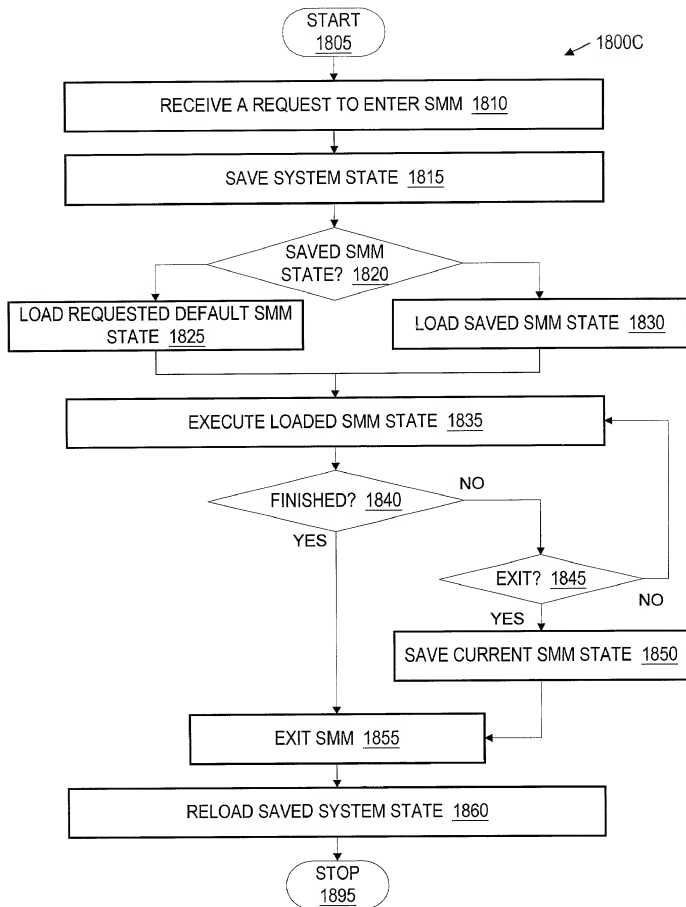 START
1805
1800C
RECEIVE A REQUEST TO ENTER SMM 1810
SAVE SYSTEM STATE 1815
SAVED SMM
STATE? 1820
LOAD REQUESTED DEFAULT SMM
STATE 1825
LOAD SAVED SMM STATE 1830
EXECUTE LOADED SMM STATE 1835
FINISHED? 1840
NO
YES
EXIT? 1845
NO
YES
SAVE CURRENT SMM STATE 1850
EXIT SMM 1855
RELOAD SAVED SYSTEM STATE 1860
STOP
1895